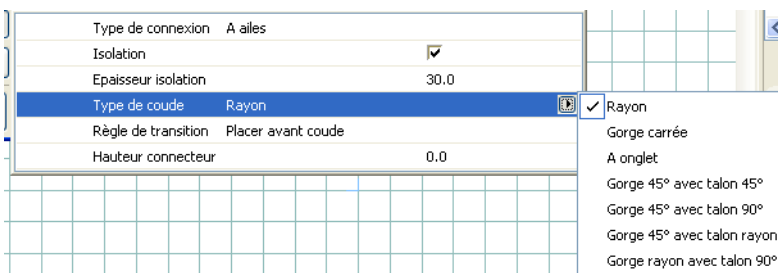 Type de connexion A ailes
Isolation
Epaisseur isolation 30.0
Type de coude Rayon
Règle de transition Placer avant coude
Hauteur connecteur 0.0
Rayon
Gorge carrée
A onglet
Gorge 45° avec talon 45°
Gorge 45° avec talon 90°
Gorge 45° avec talon rayon
Gorge rayon avec talon 90°